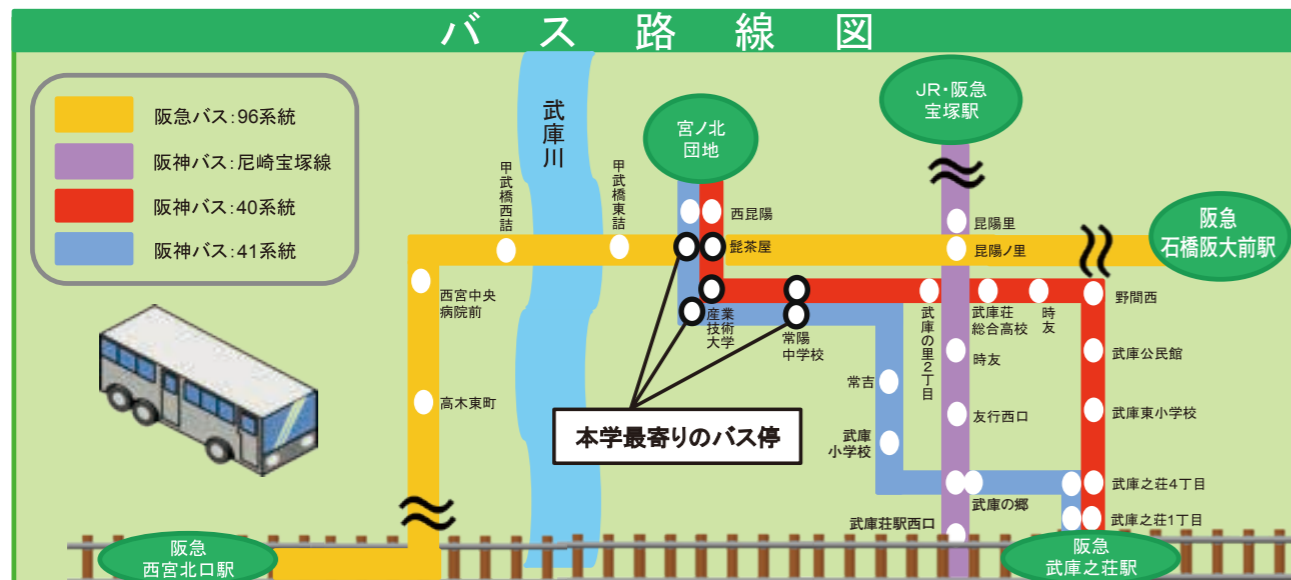 バス路線図
阪急バス:96系統
阪神バス:尼崎宝塚線
阪神バス:40系統
阪神バス:41系統
武庫川
甲武橋西詰
甲武橋東詰
宮ノ北
団地
JR・阪急
宝塚駅
西昆陽
昆陽里
阪急
石橋阪大前駅
髭茶屋
昆陽ノ里
西宮中央
病院前
産業
技術
大学
常陽
中学校
武庫の里2丁目
武庫荘
総合高校
時友
野間西
高木東町
常吉
時友
武庫公民館
本学最寄りのバス停
武庫
小学校
友行西口
武庫東小学校
武庫の郷
武庫之荘4丁目
武庫荘駅西口
武庫之荘1丁目
阪急
西宮北口駅
阪急
武庫之荘駅